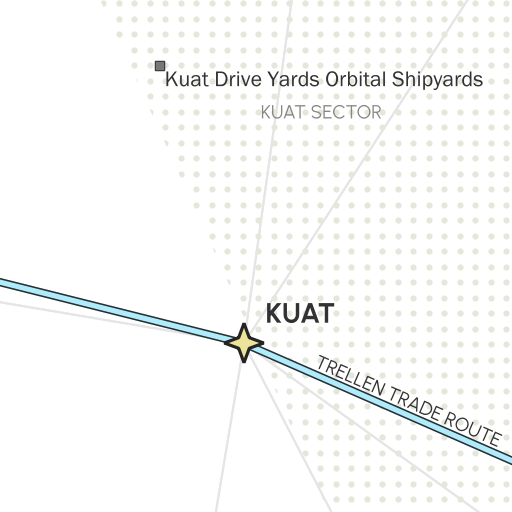 Kuat Drive Yards Orbital Shipyards
KUAT SECTOR
KUAT
TRELLEN TRADE ROUTE